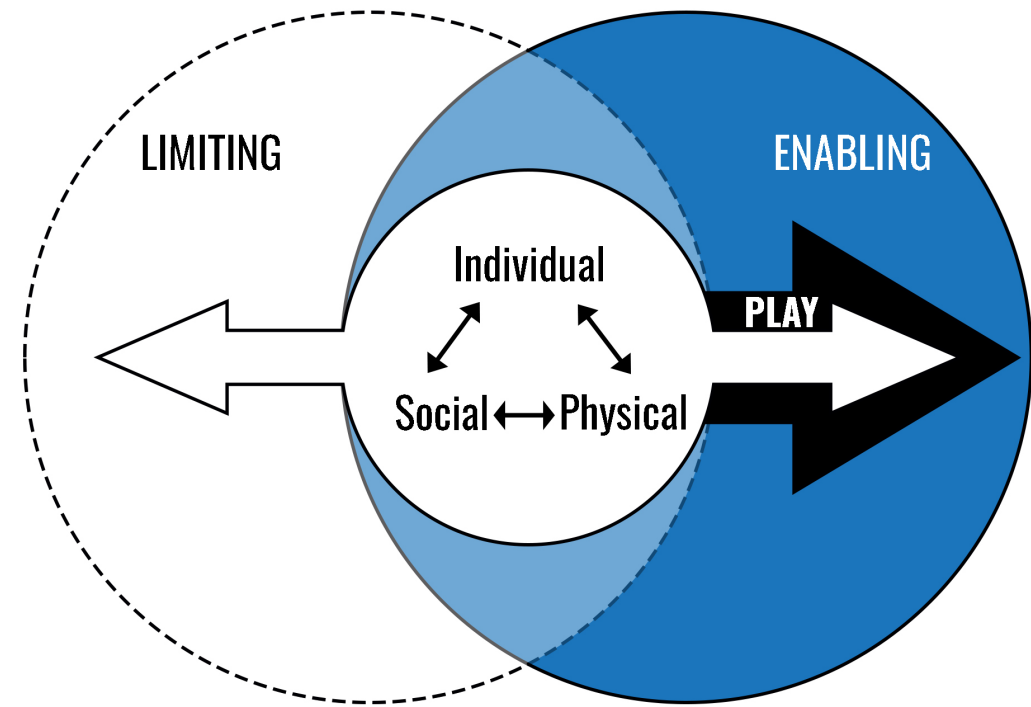 LIMITING
ENABLING
Individual
PLAY
Social
Physical